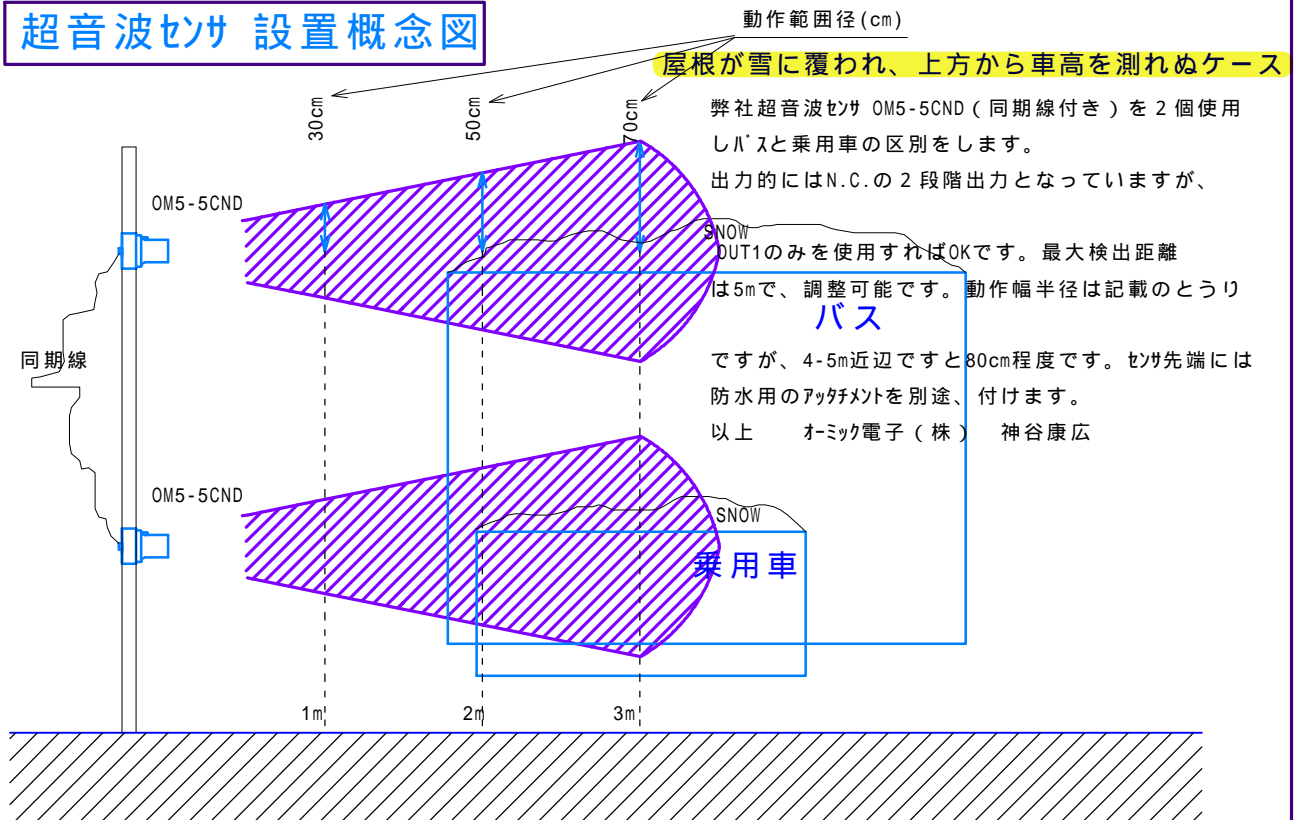 超音波ｾﾝｻ 設置概念図
動作範囲径(cm)
屋根が雪に覆われ、上方から車高を測れぬケース
30cm
50cm
70cm
弊社超音波ｾﾝｻ OM5-5CND（同期線付き）を２個使用
しﾊﾞｽと乗用車の区別をします。
出力的にはN.C.の２段階出力となっていますが、
OM5-5CND
SNOW
OUT1のみを使用すればOKです。最大検出距離
は5mで、調整可能です。動作幅半径は記載のとうり
バス
同期線
ですが、4-5m近辺ですと80cm程度です。ｾﾝｻ先端には
防水用のｱｯﾀﾁﾒﾝﾄを別途、付けます。
以上　ｵｰﾐｯｸ電子（株）　神谷康広
OM5-5CND
SNOW
乗用車
1m
2m
3m